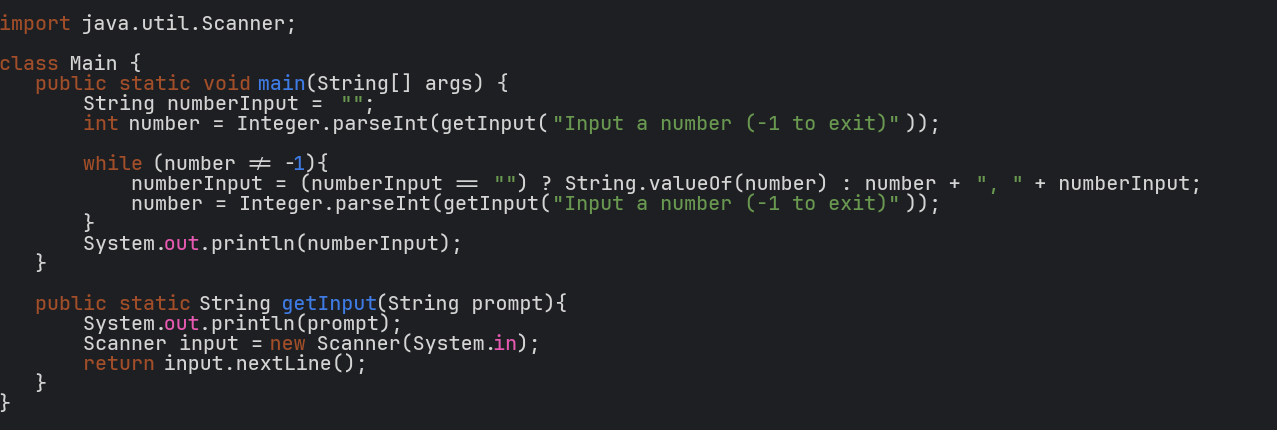 import java.util.Scanner;
class Main {
public static void main(String[] args) {
String numberInput = "";
int number = Integer.parseInt(getInput("Input a number (-1 to exit)"));
while (number != -1){
numberInput = (numberInput == "") ? String.valueOf(number) : number + ", " + numberInput;
number = Integer.parseInt(getInput("Input a number (-1 to exit)"));
}
System.out.println(numberInput);
}
public static String getInput(String prompt){
System.out.println(prompt);
Scanner input = new Scanner(System.in);
return input.nextLine();
}
}